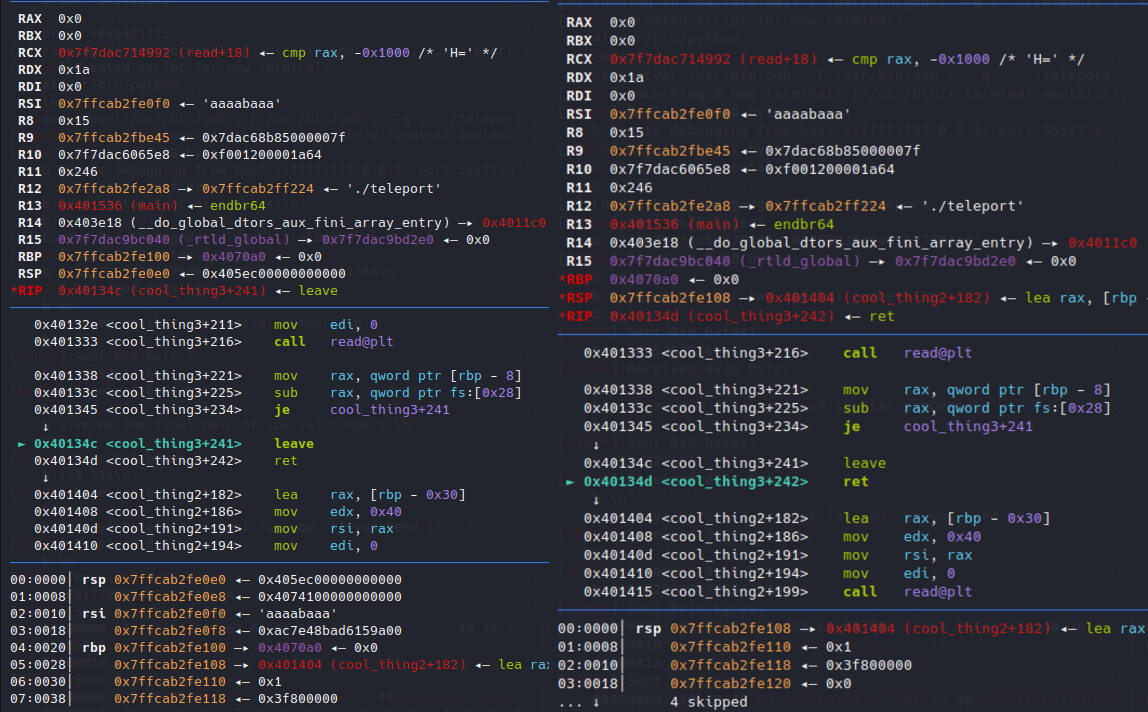 RAX 0x0
RBX 0x0
RCX 0x7f7dac714992 (read+18) ◂— cmp rax, -0x1000 /* 'H=' */
RDX 0x1a
RDI 0x0
RSI 0x7ffcab2fe0f0 ◂— 'aaaabaaa'
R8 0x15
R9 0x7ffcab2fbe45 ◂— 0x7dac68b85000007f
R10 0x7f7dac6065e8 ◂— 0xf001200001a64
R11 0x246
R12 0x7ffcab2fe2a8 —▸ 0x7ffcab2ff224 ◂— './teleport'
R13 0x401536 (main) ◂— endbr64
R14 0x403e18 (__do_global_dtors_aux_fini_array_entry) —▸ 0x4011c0
R15 0x7f7dac9bc040 (_rtld_global) —▸ 0x7f7dac9bd2e0 ◂— 0x0
RBP 0x7ffcab2fe100 —▸ 0x4070a0 ◂— 0x0
RSP 0x7ffcab2fe0e0 ◂— 0x405ec00000000000
*RIP 0x40134c (cool_thing3+241) ◂— leave
0x40132e <cool_thing3+211> mov edi, 0
0x401333 <cool_thing3+216> call read@plt
0x401338 <cool_thing3+221> mov rax, qword ptr [rbp - 8]
0x40133c <cool_thing3+225> sub rax, qword ptr fs:[0x28]
0x401345 <cool_thing3+234> je cool_thing3+241
↓
► 0x40134c <cool_thing3+241> leave
0x40134d <cool_thing3+242> ret
↓
0x401404 <cool_thing2+182> lea rax, [rbp - 0x30]
0x401408 <cool_thing2+186> mov edx, 0x40
0x40140d <cool_thing2+191> mov rsi, rax
0x401410 <cool_thing2+194> mov edi, 0
00:0000│ rsp 0x7ffcab2fe0e0 ◂— 0x405ec00000000000
01:0008│ 0x7ffcab2fe0e8 ◂— 0x4074100000000000
02:0010│ rsi 0x7ffcab2fe0f0 ◂— 'aaaabaaa'
03:0018│ 0x7ffcab2fe0f8 ◂— 0xac7e48bad6159a00
04:0020│ rbp 0x7ffcab2fe100 —▸ 0x4070a0 ◂— 0x0
05:0028│ 0x7ffcab2fe108 —▸ 0x401404 (cool_thing2+182) ◂— lea rax
06:0030│ 0x7ffcab2fe110 ◂— 0x1
07:0038│ 0x7ffcab2fe118 ◂— 0x3f800000
RAX 0x0
RBX 0x0
RCX 0x7f7dac714992 (read+18) ◂— cmp rax, -0x1000 /* 'H=' */
RDX 0x1a
RDI 0x0
RSI 0x7ffcab2fe0f0 ◂— 'aaaabaaa'
R8 0x15
R9 0x7ffcab2fbe45 ◂— 0x7dac68b85000007f
R10 0x7f7dac6065e8 ◂— 0xf001200001a64
R11 0x246
R12 0x7ffcab2fe2a8 —▸ 0x7ffcab2ff224 ◂— './teleport'
R13 0x401536 (main) ◂— endbr64
R14 0x403e18 (__do_global_dtors_aux_fini_array_entry) —▸ 0x4011c0
R15 0x7f7dac9bc040 (_rtld_global) —▸ 0x7f7dac9bd2e0 ◂— 0x0
*RBP 0x4070a0 ◂— 0x0
*RSP 0x7ffcab2fe108 —▸ 0x401404 (cool_thing2+182) ◂— lea rax, [rbp -
*RIP 0x40134d (cool_thing3+242) ◂— ret
0x401333 <cool_thing3+216> call read@plt
0x401338 <cool_thing3+221> mov rax, qword ptr [rbp - 8]
0x40133c <cool_thing3+225> sub rax, qword ptr fs:[0x28]
0x401345 <cool_thing3+234> je cool_thing3+241
↓
0x40134c <cool_thing3+241> leave
► 0x40134d <cool_thing3+242> ret
↓
0x401404 <cool_thing2+182> lea rax, [rbp - 0x30]
0x401408 <cool_thing2+186> mov edx, 0x40
0x40140d <cool_thing2+191> mov rsi, rax
0x401410 <cool_thing2+194> mov edi, 0
0x401415 <cool_thing2+199> call read@plt
00:0000│ rsp 0x7ffcab2fe108 —▸ 0x401404 (cool_thing2+182) ◂— lea rax
01:0008│ 0x7ffcab2fe110 ◂— 0x1
02:0010│ 0x7ffcab2fe118 ◂— 0x3f800000
03:0018│ 0x7ffcab2fe120 ◂— 0x0
... ↓ 4 skipped